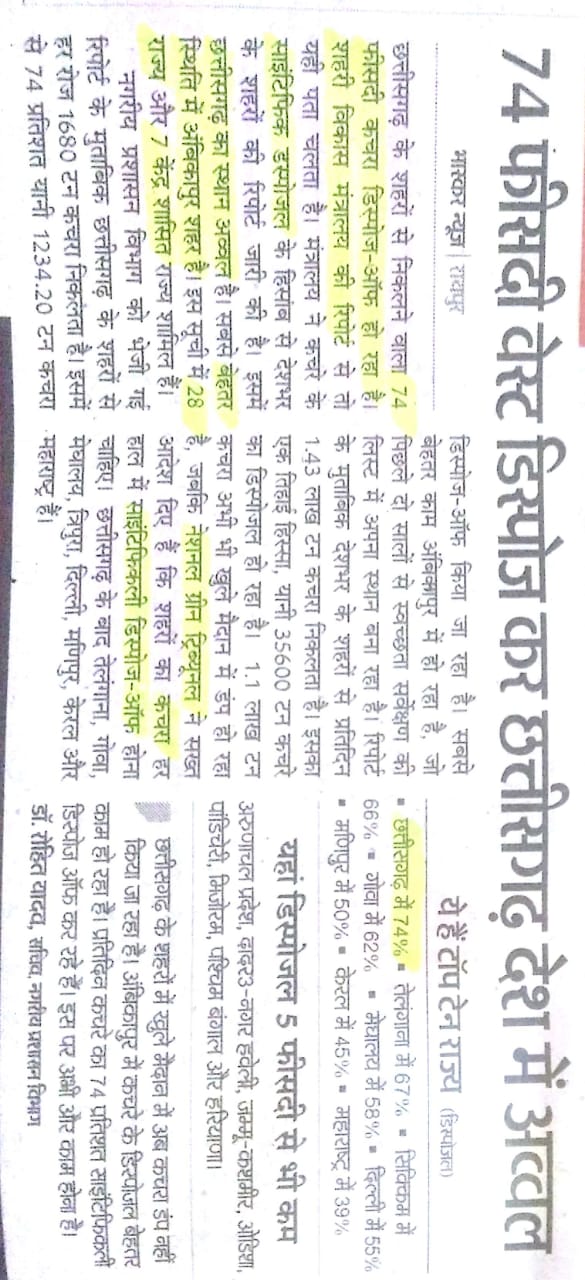 74 फीसदी वेस्ट डिस्पोज कर छत्तीसगढ़ देश में अव्वल
भास्कर न्यूज | रायपुर
छत्तीसगढ़ के शहरों से निकलने वाला 74
फीसदी कचरा डिस्पोज-ऑफ हो रहा है।
शहरी विकास मंत्रालय की रिपोर्ट से तो
यही पता चलता है। मंत्रालय ने कचरे के
साइंटिफिक डिस्पोजल के हिसाब से देशभर
के शहरों की रिपोर्ट जारी की है। इसमें
छत्तीसगढ़ का स्थान अव्वल है। सबसे बेहतर
स्थिति में अंबिकापुर शहर है। इस सूची में 28
राज्य और 7 केंद्र शासित राज्य शामिल हैं।
नगरीय प्रशासन विभाग को भेजी गई
रिपोर्ट के मुताबिक छत्तीसगढ़ के शहरों से
हर रोज 1680 टन कचरा निकलता है। इसमें
से 74 प्रतिशत यानी 1234.20 टन कचरा
डिस्पोज-ऑफ किया जा रहा है। सबसे
बेहतर काम अंबिकापुर में हो रहा है, जो
पिछले दो सालों से स्वच्छता सर्वेक्षण की
लिस्ट में अपना स्थान बना रहा है। रिपोर्ट
के मुताबिक देशभर के शहरों से प्रतिदिन
1.43 लाख टन कचरा निकलता है। इसका
एक तिहाई हिस्सा, यानी 35600 टन कचरे
का डिस्पोजल हो रहा है। 1.1 लाख टन
कचरा अभी भी खुले मैदान में डंप हो रहा
है, जबकि नेशनल ग्रीन ट्रिब्यूनल ने सख्त
आदेश दिए हैं कि शहरों का कचरा हर
हाल में साइंटिफिकली डिस्पोज-ऑफ होना
चाहिए। छत्तीसगढ़ के बाद तेलंगाना, गोवा,
मेघालय, त्रिपुरा, दिल्ली, मणिपुर, केरल और
महाराष्ट्र हैं।
ये हैं टॉप टेन राज्य (डिस्पोजल)
▪ छत्तीसगढ़ में 74% ▪ तेलंगाना में 67% ▪ सिक्किम में
66% ▪ गोवा में 62% ▪ मेघालय में 58% ▪ दिल्ली में 55%
▪ मणिपुर में 50% ▪ केरल में 45% ▪ महाराष्ट्र में 39%
यहां डिस्पोजल 5 फीसदी से भी कम
अरुणाचल प्रदेश, दादरा-नगर हवेली, जम्मू-कश्मीर, ओडिशा,
पांडिचेरी, मिजोरम, पश्चिम बंगाल और हरियाणा।
छत्तीसगढ़ के शहरों में खुले मैदान में अब कचरा डंप नहीं
किया जा रहा है। अंबिकापुर में कचरे के डिस्पोजल बेहतर
काम हो रहा है। प्रतिदिन कचरे का 74 प्रतिशत साइंटिफिकली
डिस्पोज ऑफ कर रहे हैं। इस पर अभी और काम होना है।
डॉ. रोहित यादव, सचिव नगरीय प्रशासन विभाग